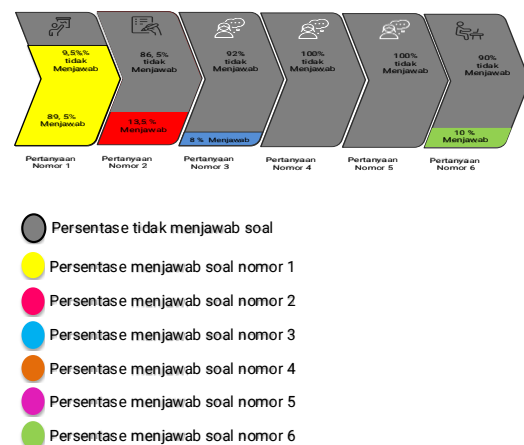 9,5%%
tidak
Menjawab
89, 5%
Menjawab
86, 5%
tidak
Menjawab
13,5 %
Menjawab
92%
tidak
Menjawab
8 % Menjawab
100%
tidak
Menjawab
100%
tidak
Menjawab
90%
tidak
Menjawab
10 %
Menjawab
Pertanyaan
Nomor 1
Pertanyaan
Nomor 2
Pertanyaan
Nomor 3
Pertanyaan
Nomor 4
Pertanyaan
Nomor 5
Pertanyaan
Nomor 6
Persentase tidak menjawab soal
Persentase menjawab soal nomor 1
Persentase menjawab soal nomor 2
Persentase menjawab soal nomor 3
Persentase menjawab soal nomor 4
Persentase menjawab soal nomor 5
Persentase menjawab soal nomor 6